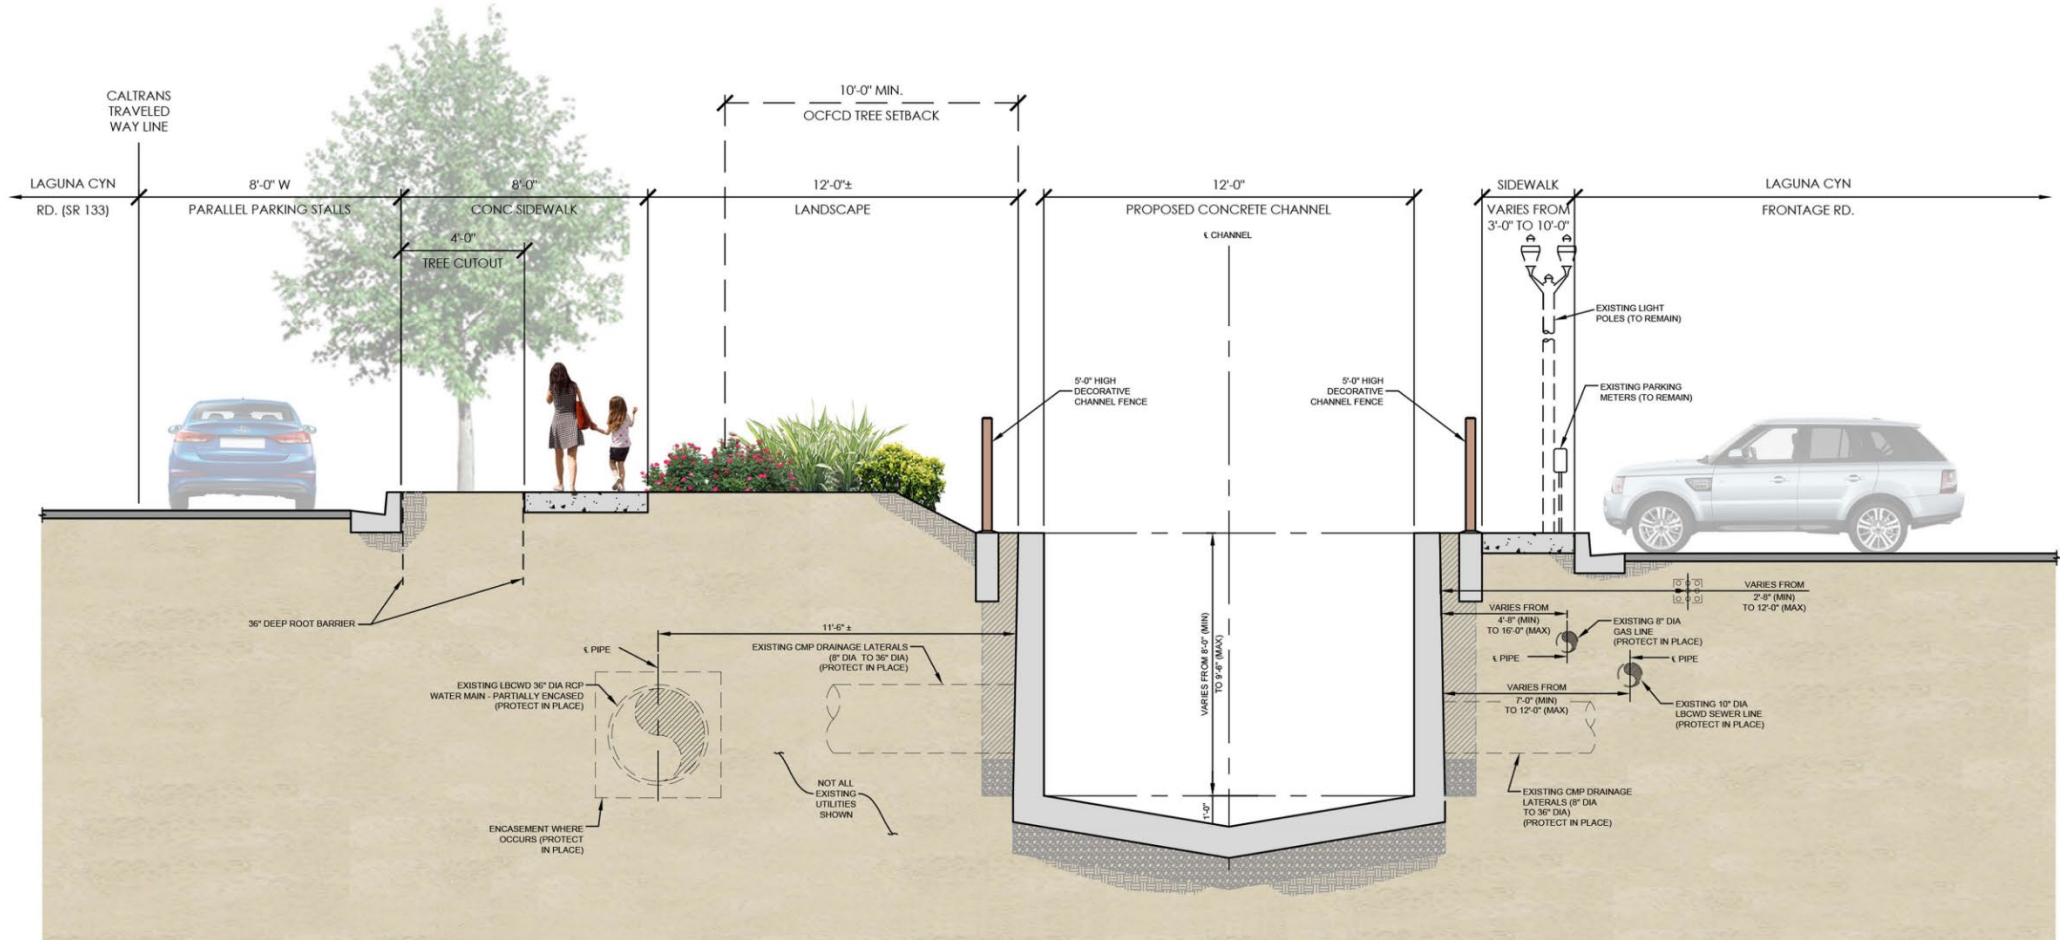 CALTRANS
TRAVELED
WAY LINE
10'-0" MIN.
OCFCD TREE SETBACK
LAGUNA CYN
RD. (SR 133)
8'-0" W
PARALLEL PARKING STALLS
8'-0"
CONC SIDEWALK
4'-0"
TREE CUTOUT
12'-0"±
LANDSCAPE
12'-0"
PROPOSED CONCRETE CHANNEL
℄ CHANNEL
SIDEWALK
VARIES FROM
3'-0" TO 10'-0"
LAGUNA CYN
FRONTAGE RD.
EXISTING LIGHT
POLES (TO REMAIN)
5'-0" HIGH
DECORATIVE
CHANNEL FENCE
5'-0" HIGH
DECORATIVE
CHANNEL FENCE
EXISTING PARKING
METERS (TO REMAIN)
36" DEEP ROOT BARRIER
11'-6" ±
℄ PIPE
EXISTING CMP DRAINAGE LATERALS
(8" DIA TO 36" DIA)
(PROTECT IN PLACE)
EXISTING LBCWD 36" DIA RCP
WATER MAIN - PARTIALLY ENCASED
(PROTECT IN PLACE)
NOT ALL
EXISTING
UTILITIES
SHOWN
ENCASEMENT WHERE
OCCURS (PROTECT
IN PLACE)
VARIES FROM 8'-0" (MIN)
TO 9'-6" (MAX)
1'-0"
VARIES FROM
2'-8" (MIN)
TO 12'-0" (MAX)
VARIES FROM
4'-8" (MIN)
TO 16'-0" (MAX)
EXISTING 8" DIA
GAS LINE
(PROTECT IN PLACE)
℄ PIPE
℄ PIPE
VARIES FROM
7'-0" (MIN)
TO 12'-0" (MAX)
EXISTING 10" DIA
LBCWD SEWER LINE
(PROTECT IN PLACE)
EXISTING CMP DRAINAGE
LATERALS (8" DIA
TO 36" DIA)
(PROTECT IN PLACE)